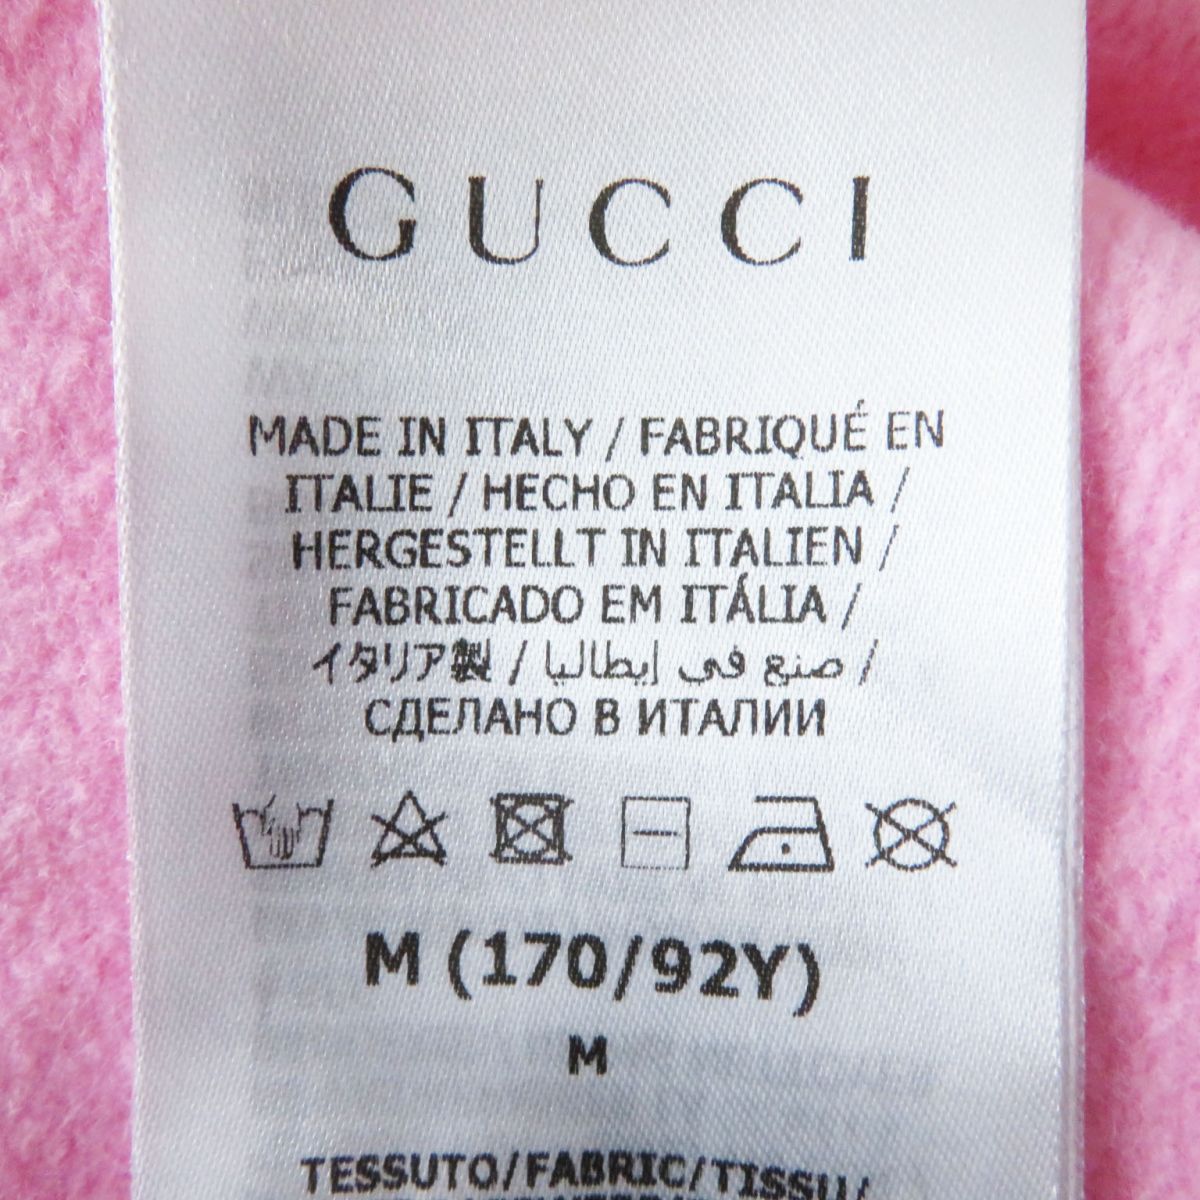 GUCCI
MADE IN ITALY / FABRIQUÉ EN
ITALIE / HECHO EN ITALIA /
HERGESTELLT IN ITALIEN /
FABRICADO EM ITÁLIA /
イタリア製 / صنع في إيطاليا /
СДЕЛАНО В ИТАЛИИ
M (170/92Y)
M
TESSUTO/FABRIC/TISSU/